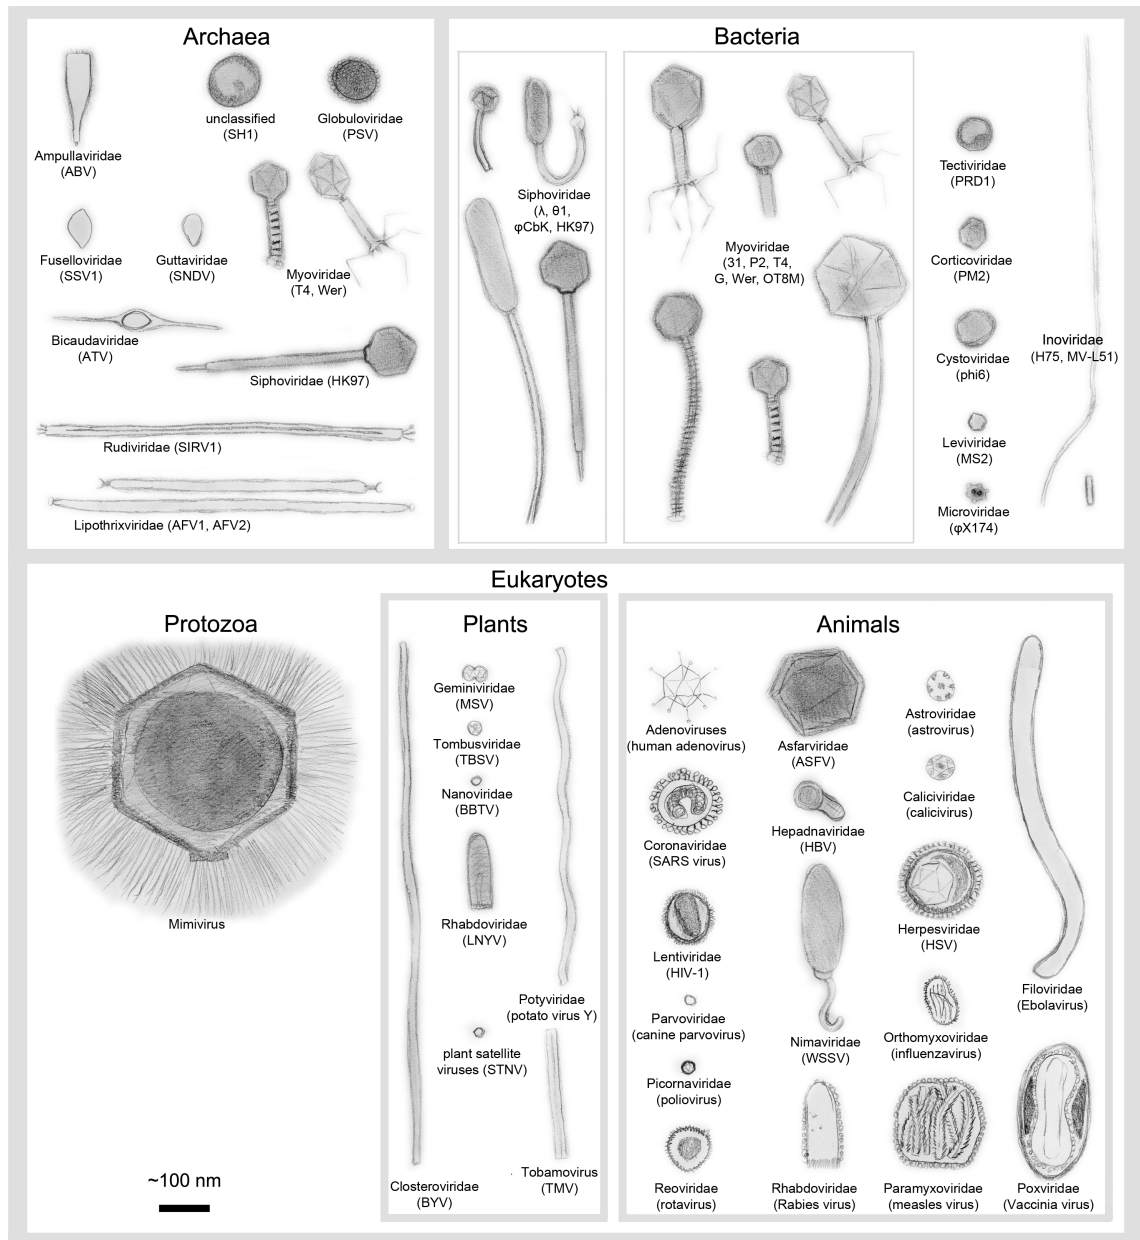 Archaea
Ampullaviridae
(ABV)
unclassified
(SH1)
Globuloviridae
(PSV)
Fuselloviridae
(SSV1)
Guttaviridae
(SNDV)
Myoviridae
(T4, Wer)
Bicaudaviridae
(ATV)
Siphoviridae (HK97)
Rudiviridae (SIRV1)
Lipothrixviridae (AFV1, AFV2)
Bacteria
Siphoviridae
(λ, θ1,
φCbK, HK97)
Myoviridae
(31, P2, T4,
G, Wer, OT8M)
Tectiviridae
(PRD1)
Corticoviridae
(PM2)
Cystoviridae
(phi6)
Leviviridae
(MS2)
Microviridae
(φX174)
Inoviridae
(H75, MV-L51)
Eukaryotes
Protozoa
Mimivirus
~100 nm
Plants
Geminiviridae
(MSV)
Tombusviridae
(TBSV)
Nanoviridae
(BBTV)
Rhabdoviridae
(LNYV)
Potyviridae
(potato virus Y)
plant satellite
viruses (STNV)
Closteroviridae
(BYV)
Tobamovirus
(TMV)
Animals
Adenoviruses
(human adenovirus)
Asfarviridae
(ASFV)
Astroviridae
(astrovirus)
Coronaviridae
(SARS virus)
Hepadnaviridae
(HBV)
Caliciviridae
(calicivirus)
Lentiviridae
(HIV-1)
Herpesviridae
(HSV)
Filoviridae
(Ebolavirus)
Parvoviridae
(canine parvovirus)
Nimaviridae
(WSSV)
Orthomyxoviridae
(influenzavirus)
Picornaviridae
(poliovirus)
Reoviridae
(rotavirus)
Rhabdoviridae
(Rabies virus)
Paramyxoviridae
(measles virus)
Poxviridae
(Vaccinia virus)